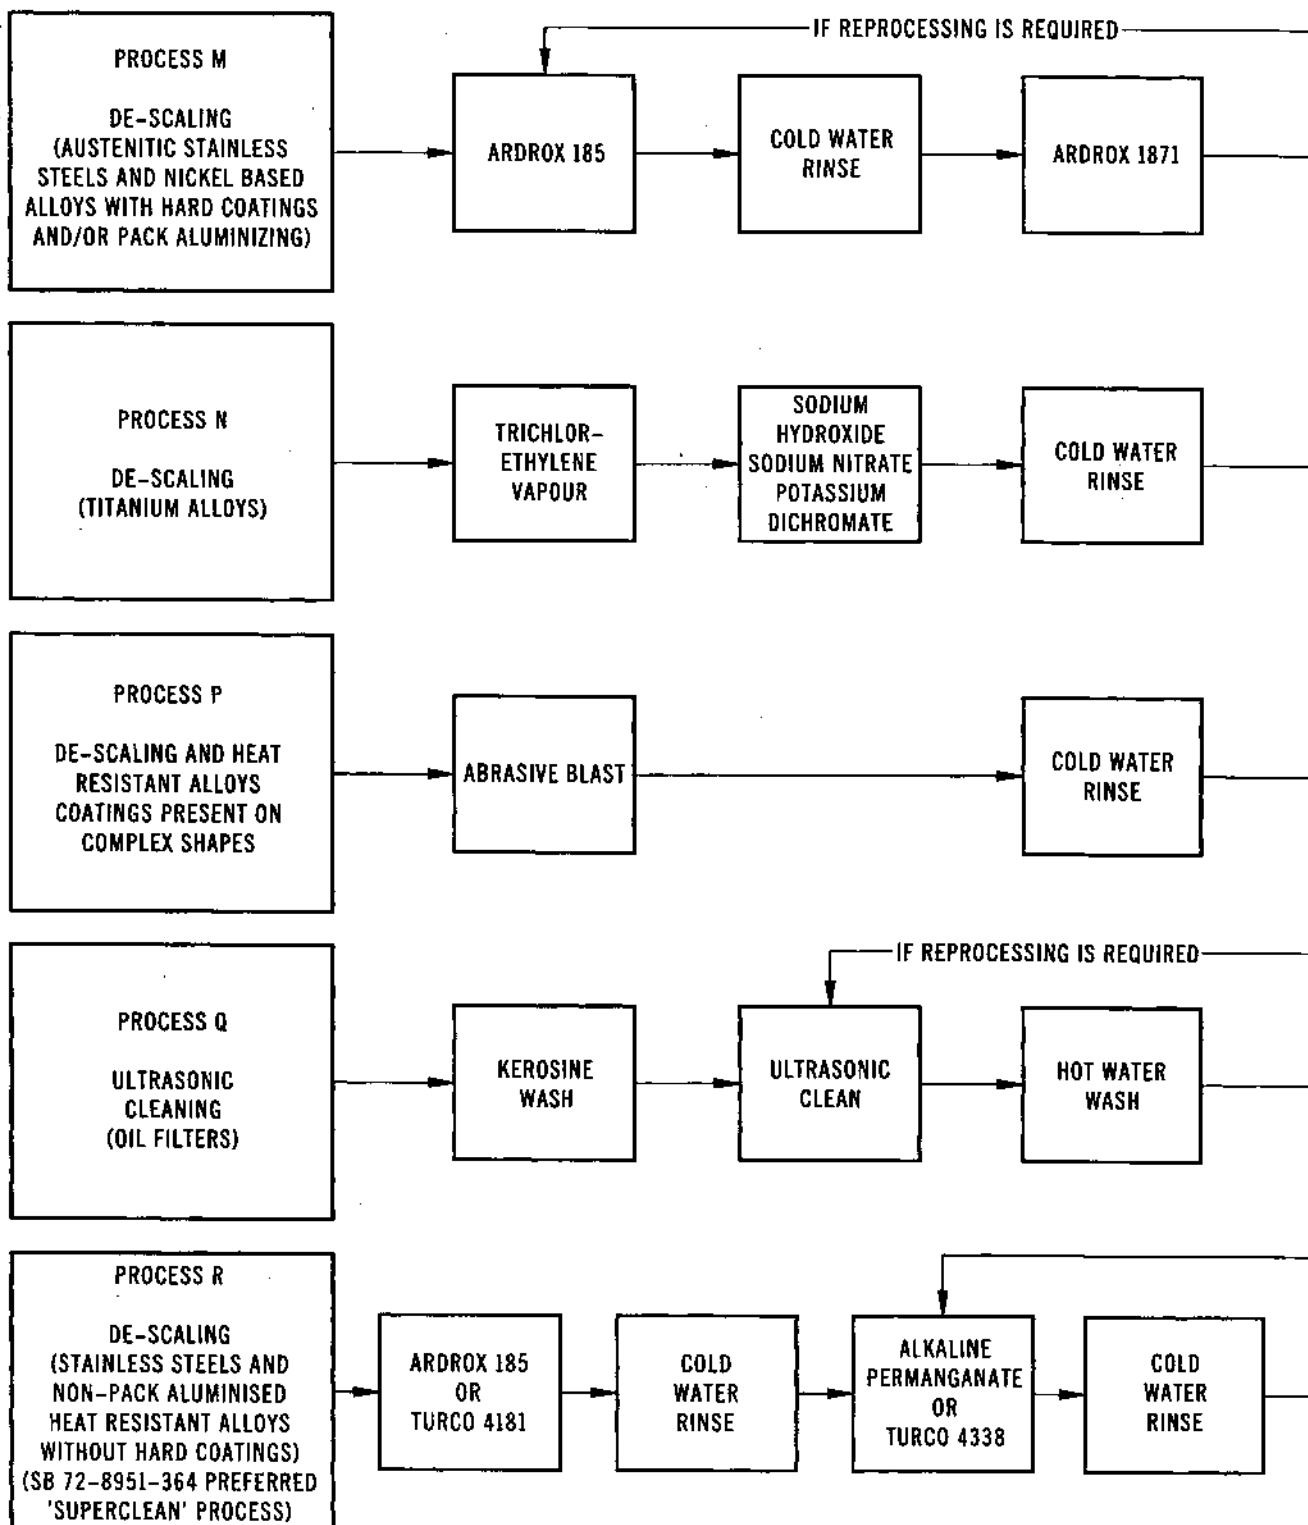 IF REPROCESSING IS REQUIRED
PROCESS M
DE-SCALING
(AUSTENITIC STAINLESS
STEELS AND NICKEL BASED
ALLOYS WITH HARD COATINGS
AND/OR PACK ALUMINIZING)
ARDROX 185
COLD WATER
RINSE
ARDROX 1871
PROCESS N
DE-SCALING
(TITANIUM ALLOYS)
TRICHLOR-
ETHYLENE
VAPOUR
SODIUM
HYDROXIDE
SODIUM NITRATE
POTASSIUM
DICHROMATE
COLD WATER
RINSE
PROCESS P
DE-SCALING AND HEAT
RESISTANT ALLOYS
COATINGS PRESENT ON
COMPLEX SHAPES
ABRASIVE BLAST
COLD WATER
RINSE
IF REPROCESSING IS REQUIRED
PROCESS Q
ULTRASONIC
CLEANING
(OIL FILTERS)
KEROSINE
WASH
ULTRASONIC
CLEAN
HOT WATER
WASH
PROCESS R
DE-SCALING
(STAINLESS STEELS AND
NON-PACK ALUMINISED
HEAT RESISTANT ALLOYS
WITHOUT HARD COATINGS)
(SB 72-8951-364 PREFERRED
'SUPERCLEAN' PROCESS)
ARDROX 185
OR
TURCO 4181
COLD
WATER
RINSE
ALKALINE
PERMANGANATE
OR
TURCO 4338
COLD
WATER
RINSE